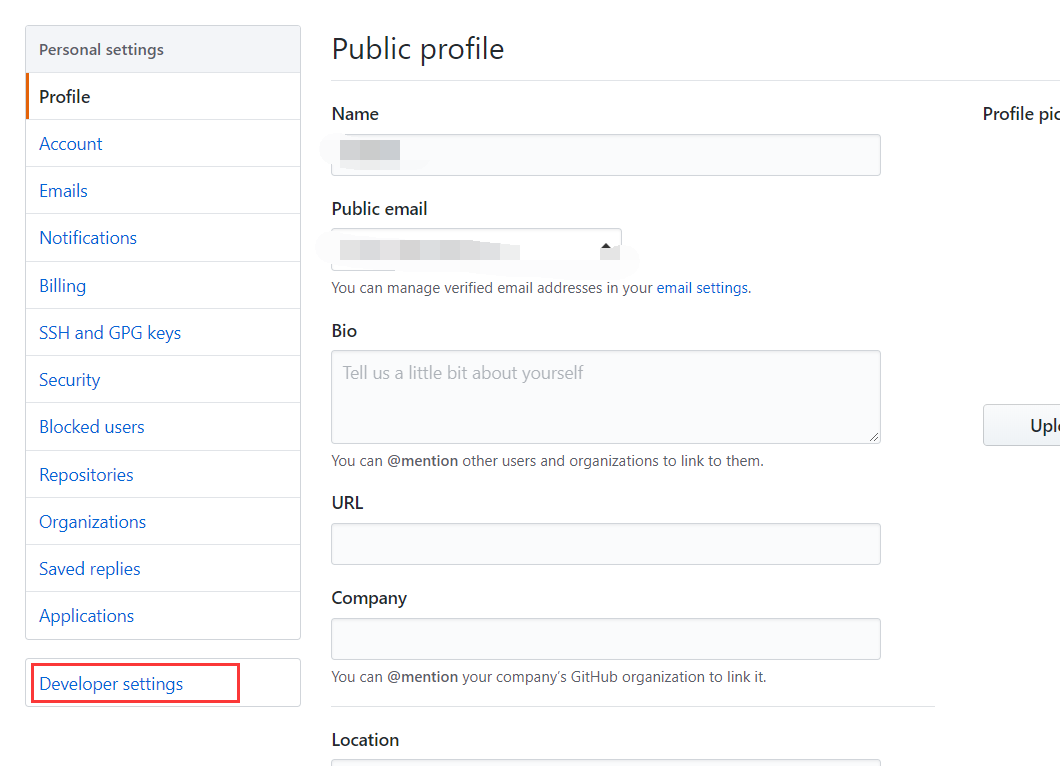 Personal settings
Profile
Account
Emails
Notifications
Billing
SSH and GPG keys
Security
Blocked users
Repositories
Organizations
Saved replies
Applications
Developer settings
Public profile
Name
Public email
You can manage verified email addresses in your email settings.
Bio
Tell us a little bit about yourself
You can @mention other users and organizations to link to them.
URL
Company
You can @mention your company's GitHub organization to link it.
Location
Profile pic
Uplo